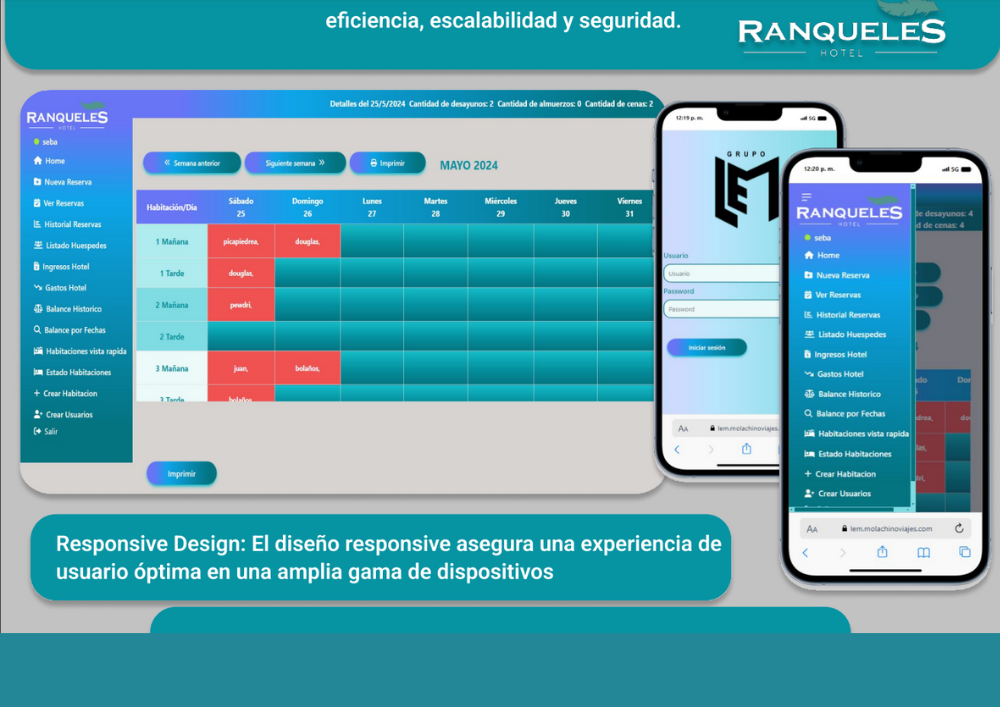 eficiencia, escalabilidad y seguridad.
RANQUELES
HOTEL
Detalles del 25/5/2024 Cantidad de desayunos: 2 Cantidad de almuerzos: 0 Cantidad de cenas: 2
RANQUELES
HOTEL
seba
Home
Nueva Reserva
Ver Reservas
Historial Reservas
Listado Huespedes
Ingresos Hotel
Gastos Hotel
Balance Historico
Balance por Fechas
Habitaciones vista rapida
Estado Habitaciones
Crear Habitacion
Crear Usuarios
Salir
« Semana anterior
Siguiente semana »
Imprimir
MAYO 2024
Habitación/Día
Sábado
25
Domingo
26
Lunes
27
Martes
28
Miércoles
29
Jueves
30
Viernes
31
1 Mañana
picapiedrea,
douglas,
1 Tarde
douglas,
2 Mañana
pewdri,
2 Tarde
3 Mañana
juan,
bolaños,
3 Tarde
bolaños,
Imprimir
12:19 p. m.
5G
GRUPO
LEM
Usuario
Usuario
Password
Password
Iniciar sesión
AA
lem.molachinoviajes.
12:20 p. m.
5G
RANQUELES
HOTEL
de desayunos: 4
d de cenas: 4
seba
Home
Nueva Reserva
Ver Reservas
Historial Reservas
Listado Huespedes
Ingresos Hotel
Gastos Hotel
Balance Historico
Balance por Fechas
Habitaciones vista rapida
Estado Habitaciones
Crear Habitacion
Crear Usuarios
AA
lem.molachinoviajes.com
Responsive Design: El diseño responsive asegura una experiencia de
usuario óptima en una amplia gama de dispositivos